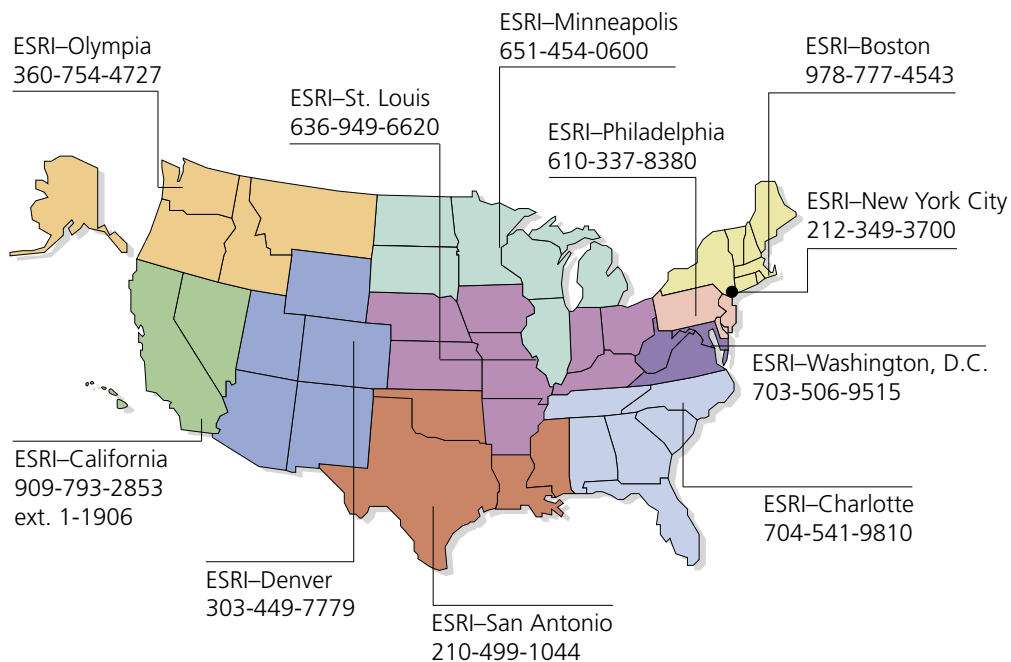 ESRI–Olympia
360-754-4727
ESRI–Minneapolis
651-454-0600
ESRI–Boston
978-777-4543
ESRI–St. Louis
636-949-6620
ESRI–Philadelphia
610-337-8380
ESRI–New York City
212-349-3700
ESRI–Washington, D.C.
703-506-9515
ESRI–California
909-793-2853
ext. 1-1906
ESRI–Charlotte
704-541-9810
ESRI–Denver
303-449-7779
ESRI–San Antonio
210-499-1044